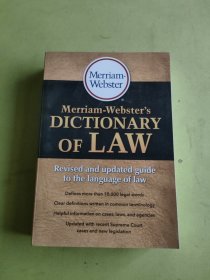 Merriam-
Webster
Merriam-Webster's
DICTIONARY
OF LAW
Revised and updated guide
to the language of law
Defines more than 10,000 legal words
Clear definitions written in common terminology
Helpful information on cases, laws, and agencies
Updated with recent Supreme Court
cases and new legislation